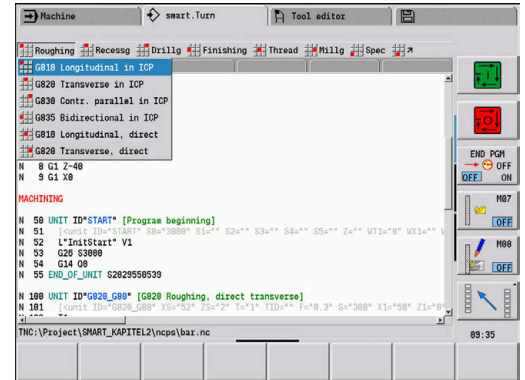 Machine
smart.Turn
Tool editor
Roughing Recessg Drillg Finishing Thread Millg Spec
G810 Longitudinal in ICP
G820 Transverse in ICP
G830 Contr. parallel in ICP
G835 Bidirectional in ICP
G810 Longitudinal, direct
G820 Transverse, direct
N 8 G1 Z-40
N 9 G1 X0
MACHINING
N 50 UNIT ID"START" [Program beginning]
N 51 [<unit ID="START" S0="3000" S1="" S2="" S3="" S4="" S5="" Z="" WT1="0" WX1=""
N 52 L"InitStart" V1
N 53 G26 S3000
N 54 G14 Q0
N 55 END_OF_UNIT S2029550539
N 100 UNIT ID"G820_G80" [G820 Roughing, direct transverse]
N 101 [<unit ID="G820_G80" XS="52" ZS="2" T="1" TID="" F="0.3" S="300" X1="50" Z1="0"
TNC:\Project\SMART_KAPITEL2\ncps\bar.nc
END PGM
OFF
OFF ON
M07
OFF
M08
OFF
09:35